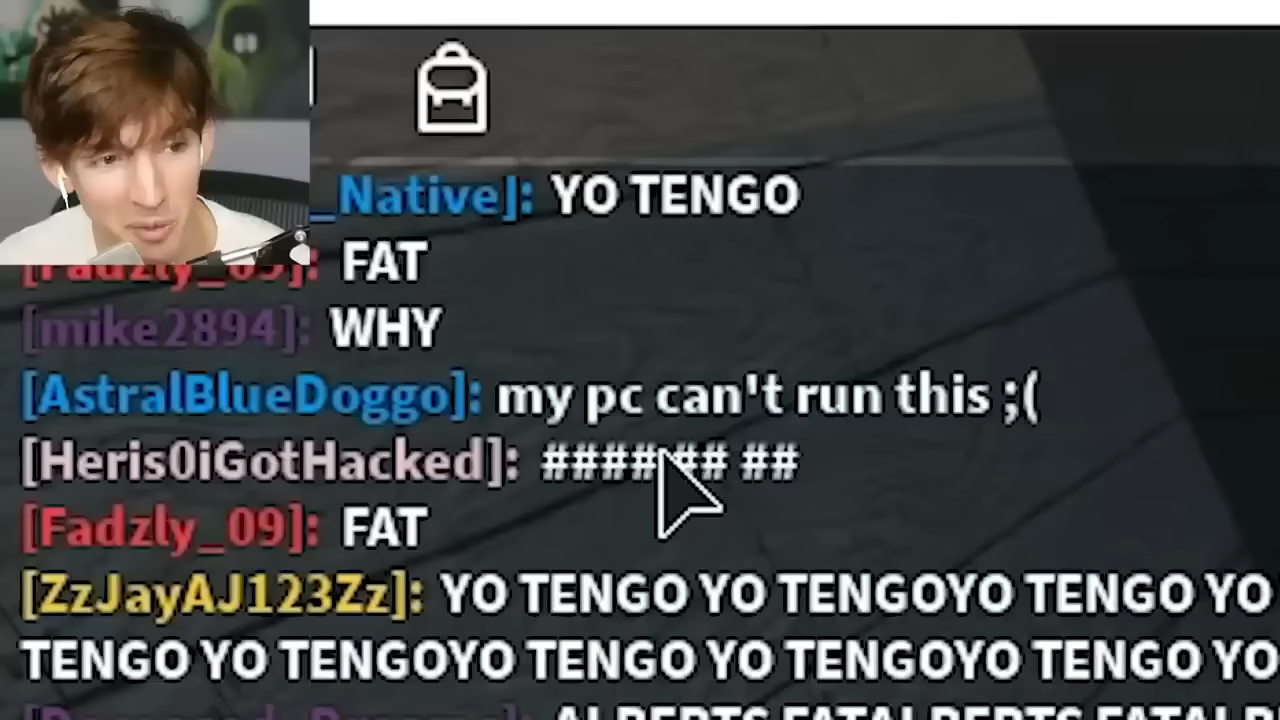 _Native]: YO TENGO
[Fadzly_09]: FAT
[mike2894]: WHY
[AstralBlueDoggo]: my pc can't run this ;(
[Heris0iGotHacked]: #### ## ##
[Fadzly_09]: FAT
[ZzJayAJ123Zz]: YO TENGO YO TENGOYO TENGO YO
TENGO YO TENGOYO TENGO YO TENGOYO TENGO YO